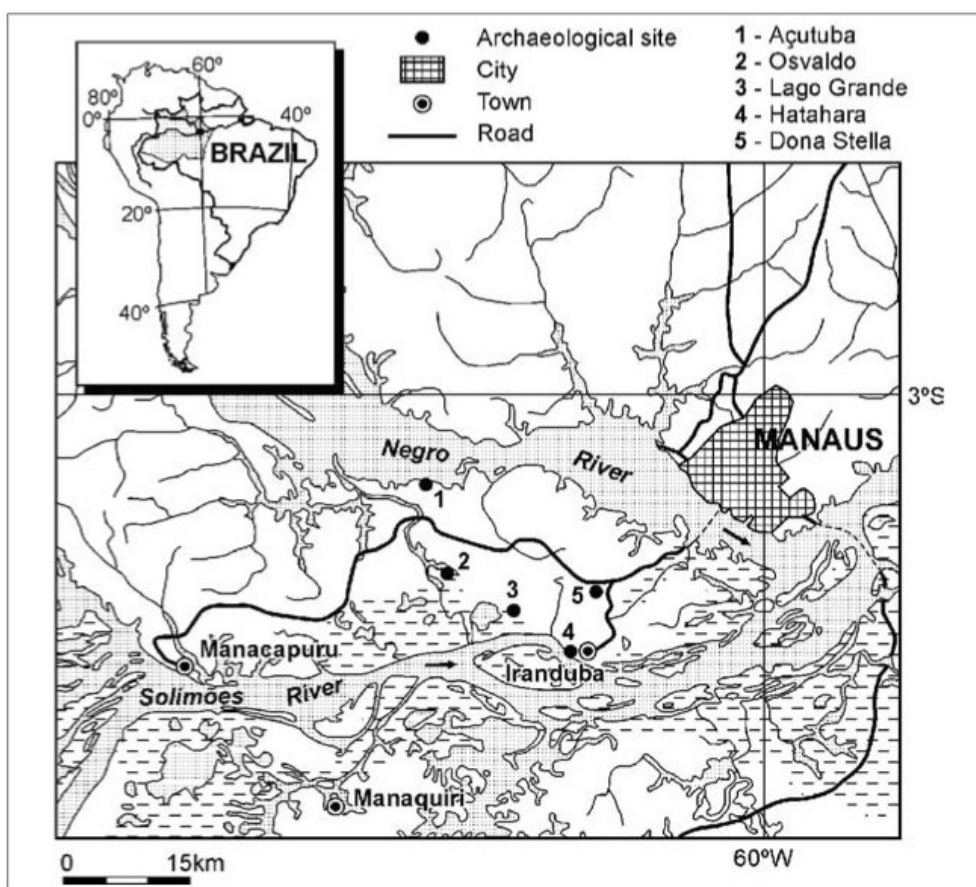 60º
80º
0º
40º
BRAZIL
20º
40º
Archaeological site
City
Town
Road
1 - Açutuba
2 - Osvaldo
3 - Lago Grande
4 - Hatahara
5 - Dona Stella
3ºS
MANAUS
Negro
River
1
2
3
5
4
Manacapuru
Iranduba
Solimões
River
Manaquiri
0 15km
60ºW